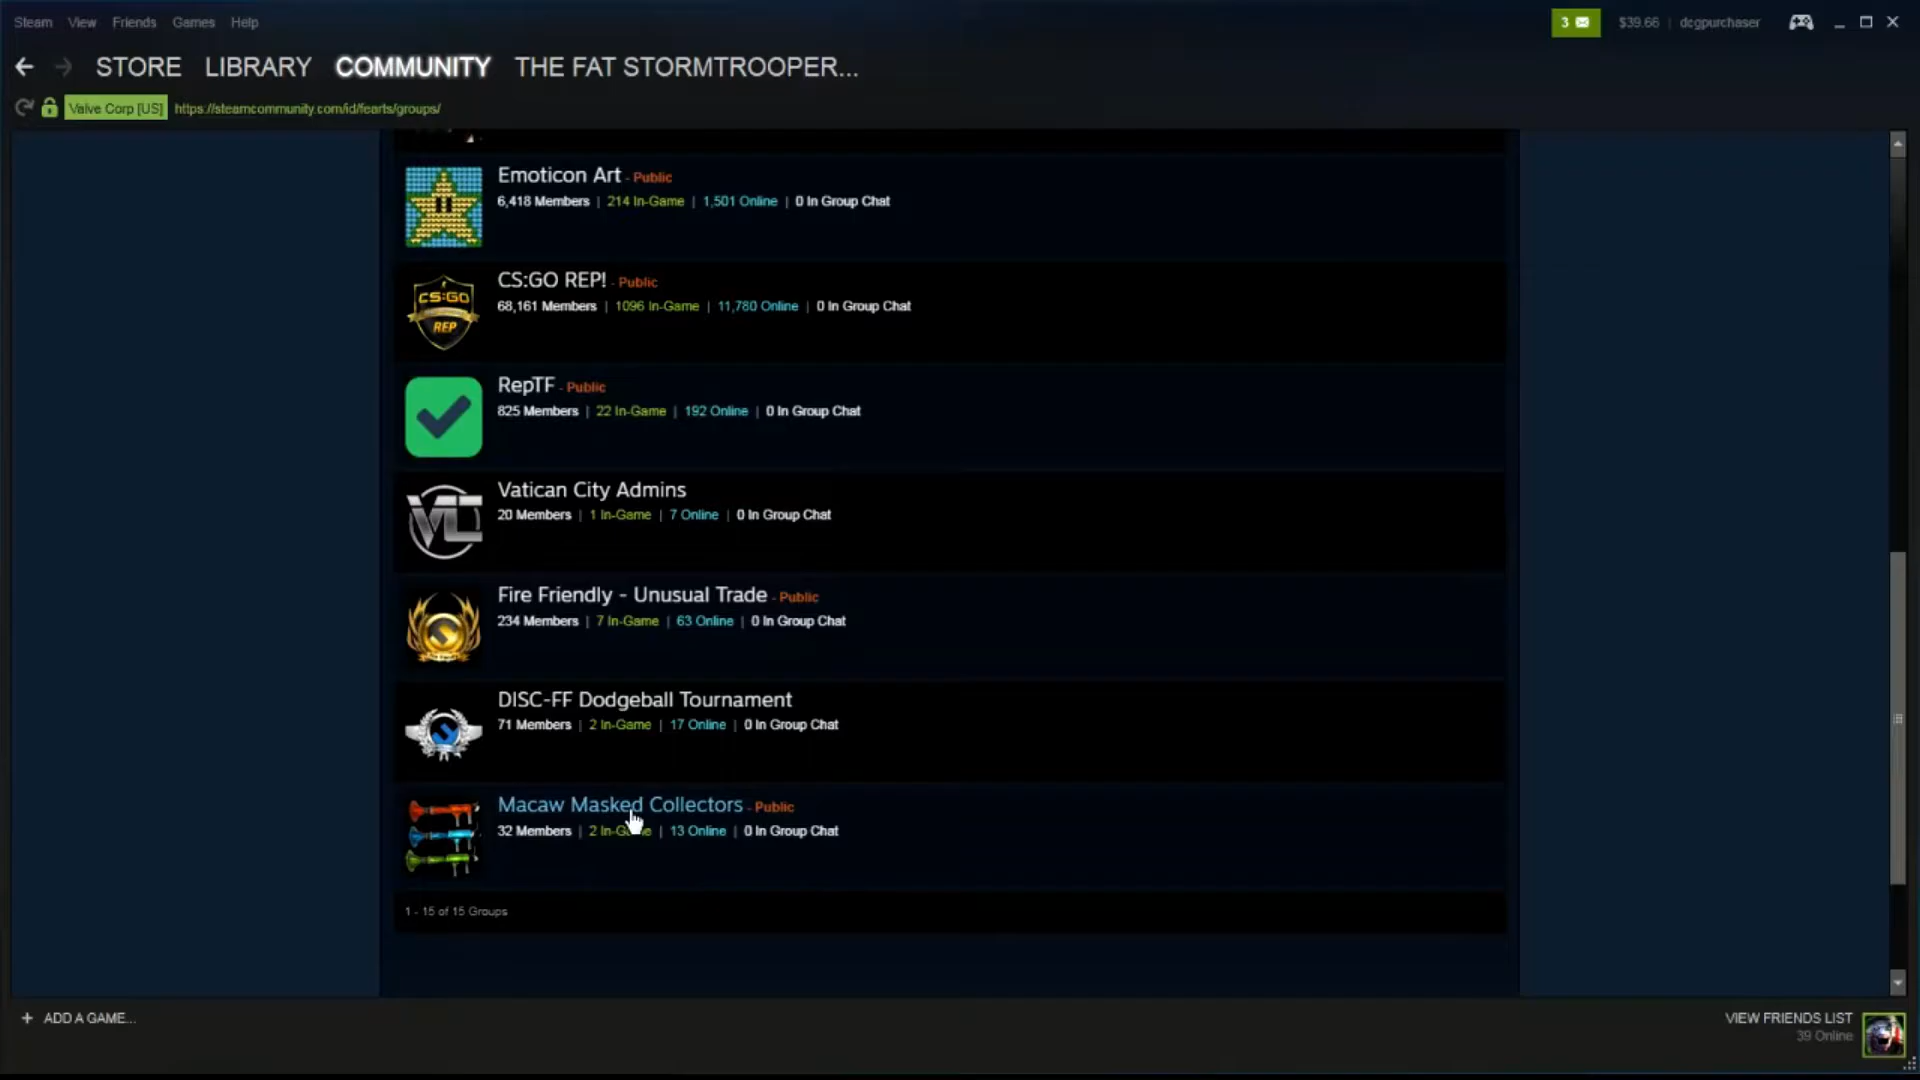 Steam View Friends Games Help
3 $39.66 | dcgpurchaser
STORE LIBRARY COMMUNITY THE FAT STORMTROOPER...
Valve Corp [US] https://steamcommunity.com/id/fearts/groups/
Emoticon Art - Public
6,418 Members | 214 In-Game | 1,501 Online | 0 In Group Chat
CS:GO REP! - Public
68,161 Members | 1096 In-Game | 11,780 Online | 0 In Group Chat
CS:GO
REP
RepTF - Public
825 Members | 22 In-Game | 192 Online | 0 In Group Chat
Vatican City Admins
20 Members | 1 In-Game | 7 Online | 0 In Group Chat
VC
Fire Friendly - Unusual Trade - Public
234 Members | 7 In-Game | 63 Online | 0 In Group Chat
DISC-FF Dodgeball Tournament
71 Members | 2 In-Game | 17 Online | 0 In Group Chat
Macaw Masked Collectors - Public
32 Members | 2 In-Game | 13 Online | 0 In Group Chat
1 - 15 of 15 Groups
+ ADD A GAME...
VIEW FRIENDS LIST
39 Online